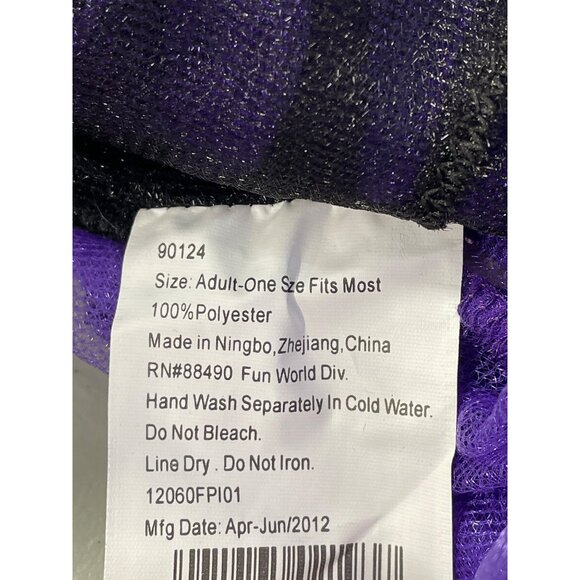 90124
Size: Adult-One Size Fits Most
100%Polyester
Made in Ningbo,Zhejiang,China
RN#88490 Fun World Div.
Hand Wash Separately In Cold Water.
Do Not Bleach.
Line Dry . Do Not Iron.
12060FPI01
Mfg Date: Apr-Jun/2012